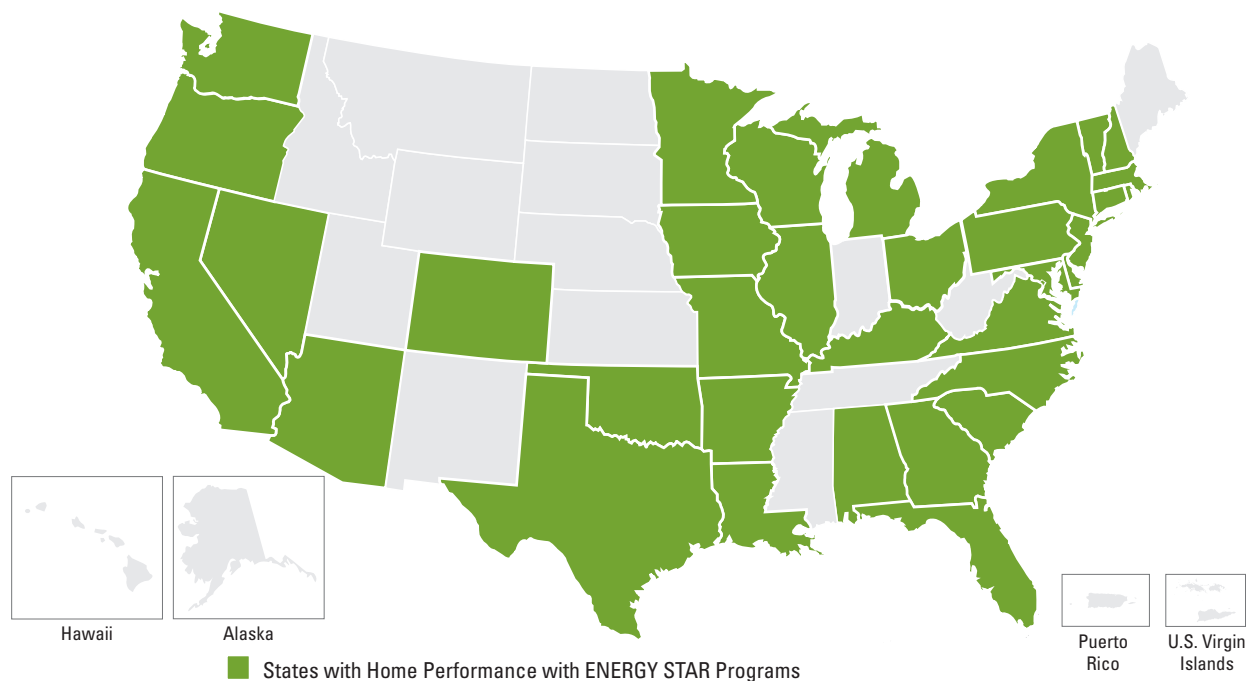 Hawaii
Alaska
Puerto
Rico
U.S. Virgin
Islands
States with Home Performance with ENERGY STAR Programs